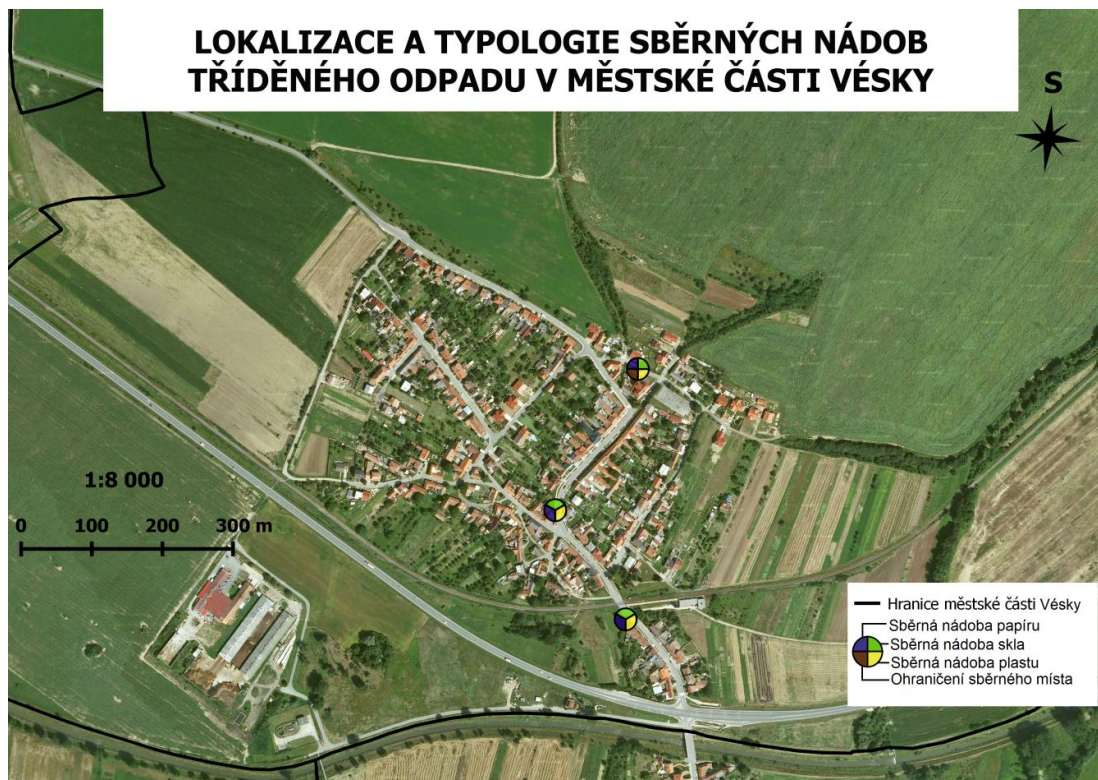 LOKALIZACE A TYPOLOGIE SBĚRNÝCH NÁDOB
TŘÍDĚNÉHO ODPADU V MĚSTSKÉ ČÁSTI VÉSKY
S
1:8 000
0 100 200 300 m
Hranice městské části Vésky
Sběrná nádoba papíru
Sběrná nádoba skla
Sběrná nádoba plastu
Ohraničení sběrného místa